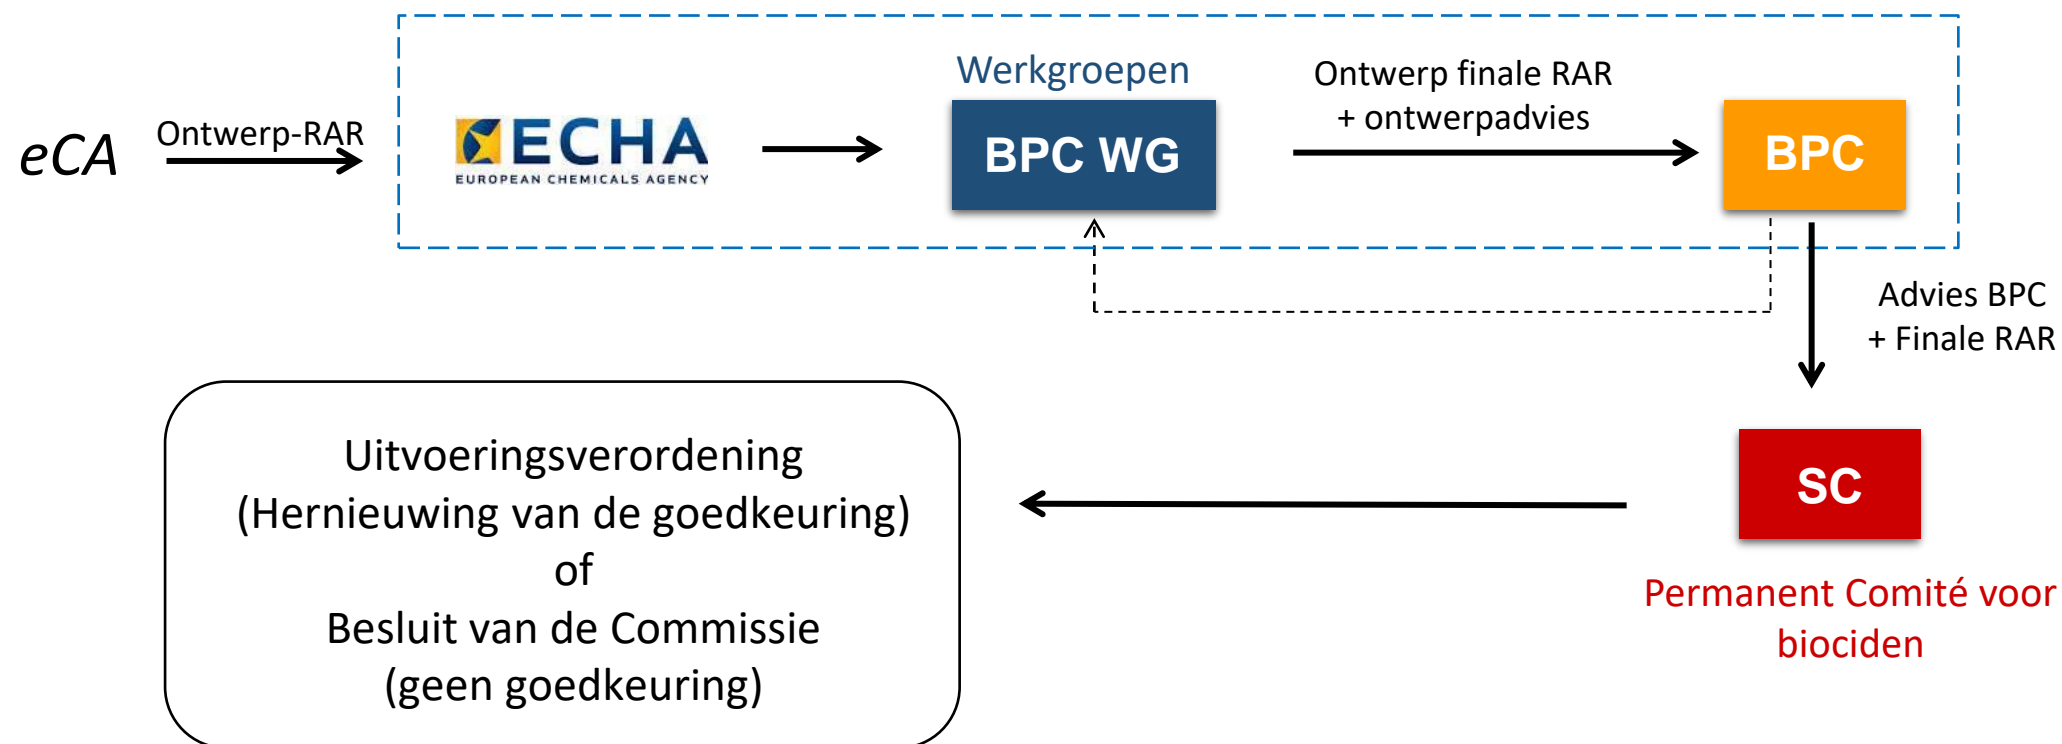 eCA
Ontwerp-RAR
ECHA
EUROPEAN CHEMICALS AGENCY
Werkgroepen
BPC WG
Ontwerp finale RAR
+ ontwerpadvies
BPC
Advies BPC
+ Finale RAR
SC
Permanent Comité voor
biociden
Uitvoeringsverordening
(Hernieuwing van de goedkeuring)
of
Besluit van de Commissie
(geen goedkeuring)